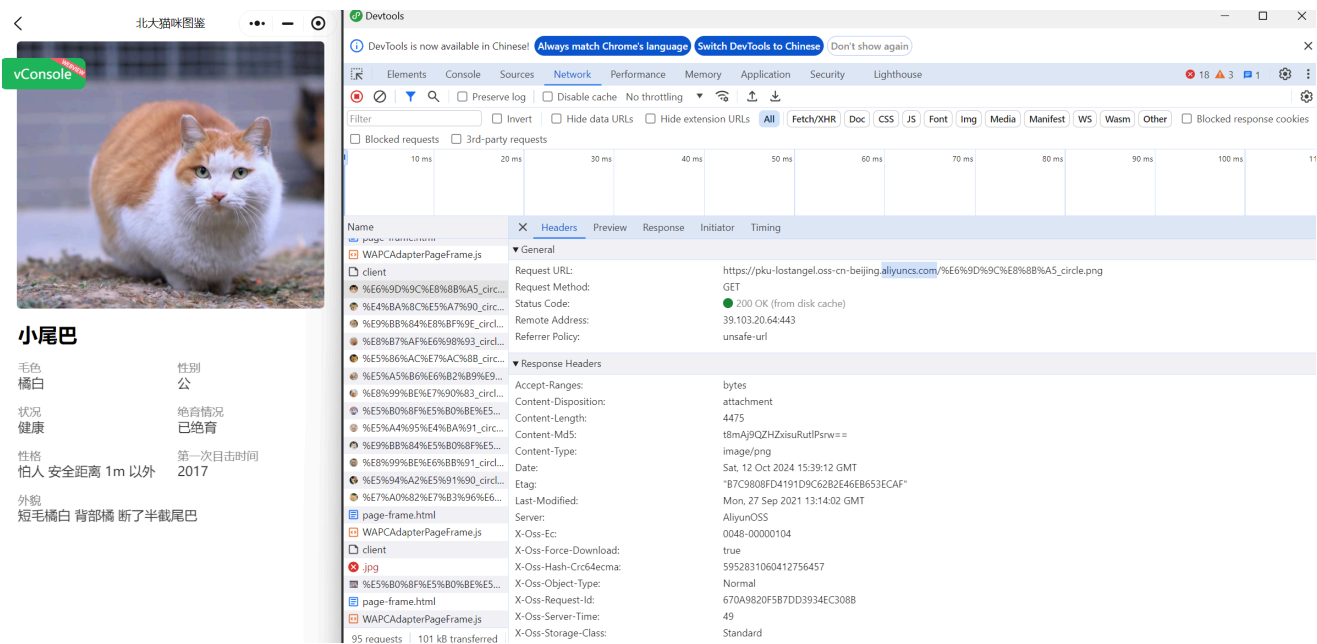 北大猫咪图鉴
vConsole
WEBVIEW
小尾巴
毛色 性别
橘白 公
状况 绝育情况
健康 已绝育
性格 第一次目击时间
怕人 安全距离 1m 以外 2017
外貌
短毛橘白 背部橘 断了半截尾巴
Devtools
DevTools is now available in Chinese! Always match Chrome's language Switch DevTools to Chinese Don't show again
Elements Console Sources Network Performance Memory Application Security Lighthouse 18 3 1
Preserve log Disable cache No throttling
Filter Invert Hide data URLs Hide extension URLs All Fetch/XHR Doc CSS JS Font Img Media Manifest WS Wasm Other Blocked response cookies
Blocked requests 3rd-party requests
10 ms 20 ms 30 ms 40 ms 50 ms 60 ms 70 ms 80 ms 90 ms 100 ms 11
Name
page-frame.html
WAPCAdapterPageFrame.js
client
%E6%9D%9C%E8%8B%A5_circ...
%E4%BA%8C%E5%A7%90_circ...
%E9%BB%84%E8%BF%9E_circl...
%E8%B7%AF%E6%98%93_circl...
%E5%86%AC%E7%AC%8B_circ...
%E5%A5%B6%E6%B2%B9%E9...
%E8%99%BE%E7%90%83_circl...
%E5%B0%8F%E5%B0%BE%E5...
%E5%A4%95%E4%BA%91_circ...
%E9%BB%84%E5%B0%8F%E5...
%E8%99%BE%E6%BB%91_circl...
%E5%94%A2%E5%91%90_circl...
%E7%A0%82%E7%B3%96%E6...
page-frame.html
WAPCAdapterPageFrame.js
client
.jpg
%E5%B0%8F%E5%B0%BE%E5...
page-frame.html
WAPCAdapterPageFrame.js
95 requests 101 kB transferred
Headers Preview Response Initiator Timing
General
Request URL: https://pku-lostangel.oss-cn-beijing.aliyuncs.com/%E6%9D%9C%E8%8B%A5_circle.png
Request Method: GET
Status Code: 200 OK (from disk cache)
Remote Address: 39.103.20.64:443
Referrer Policy: unsafe-url
Response Headers
Accept-Ranges: bytes
Content-Disposition: attachment
Content-Length: 4475
Content-Md5: t8mAj9QZHZxisuRutlPsrw==
Content-Type: image/png
Date: Sat, 12 Oct 2024 15:39:12 GMT
Etag: "B7C9808FD4191D9C62B2E46EB653ECAF"
Last-Modified: Mon, 27 Sep 2021 13:14:02 GMT
Server: AliyunOSS
X-Oss-Ec: 0048-00000104
X-Oss-Force-Download: true
X-Oss-Hash-Crc64ecma: 5952831060412756457
X-Oss-Object-Type: Normal
X-Oss-Request-Id: 670A9820F5B7DD3934EC308B
X-Oss-Server-Time: 49
X-Oss-Storage-Class: Standard